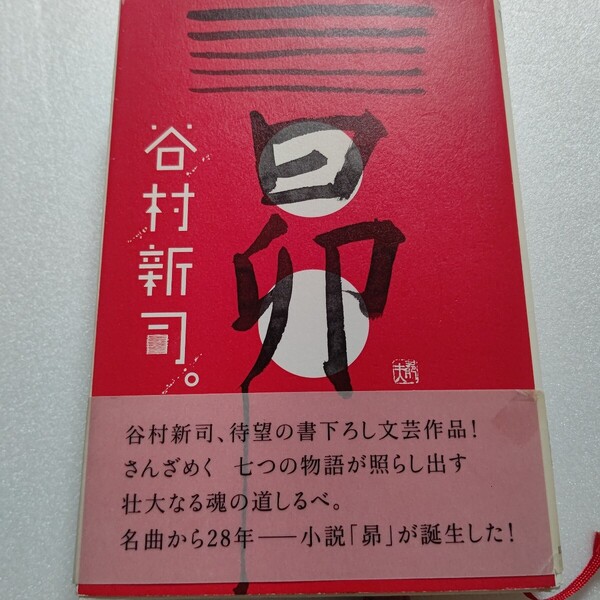 昴
谷村新司。
谷村新司、待望の書下ろし文芸作品！
さんざめく　七つの物語が照らし出す
壮大なる魂の道しるべ。
名曲から28年——小説「昴」が誕生した！